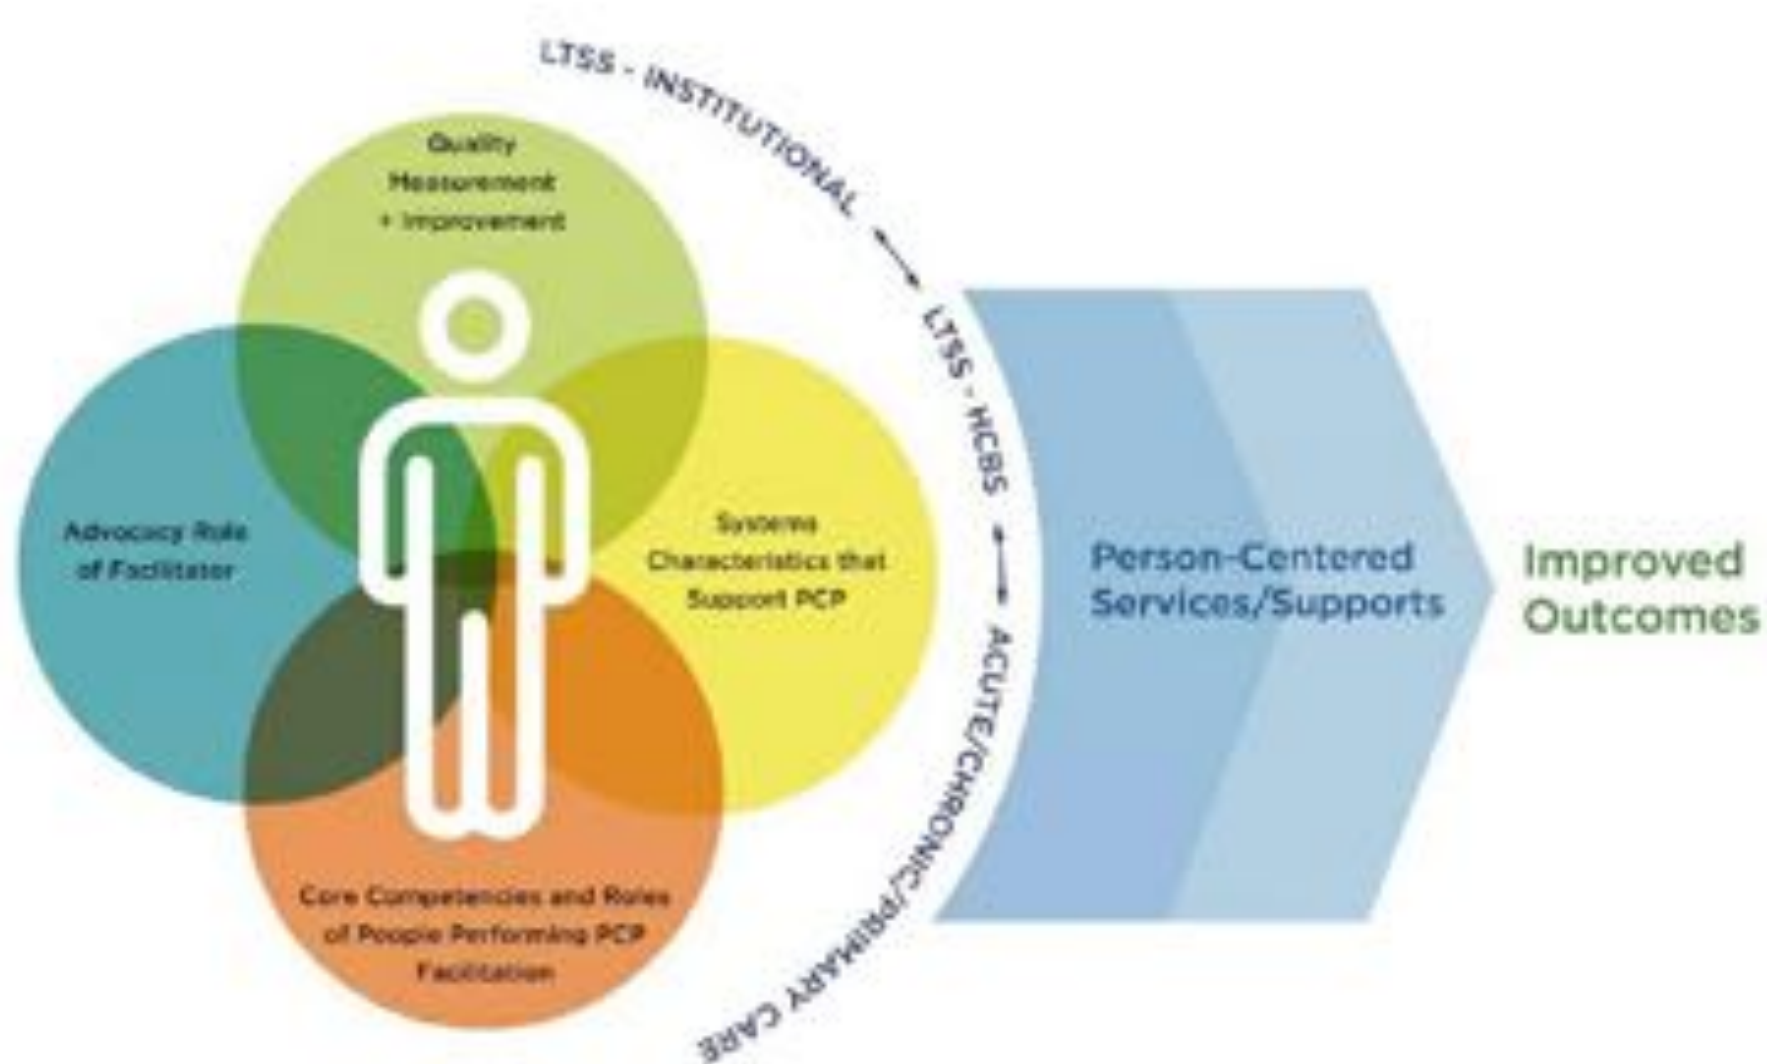 LTSS - INSTITUTIONAL
LTSS - HCBS
ACUTE/CHRONIC/PRIMARY CARE
Quality
Measurement
+ Improvement
Advocacy Role
of Facilitator
Systems
Characteristics that
Support PCP
Core Competencies and Roles
of People Performing PCP
Facilitation
Person-Centered
Services/Supports
Improved
Outcomes